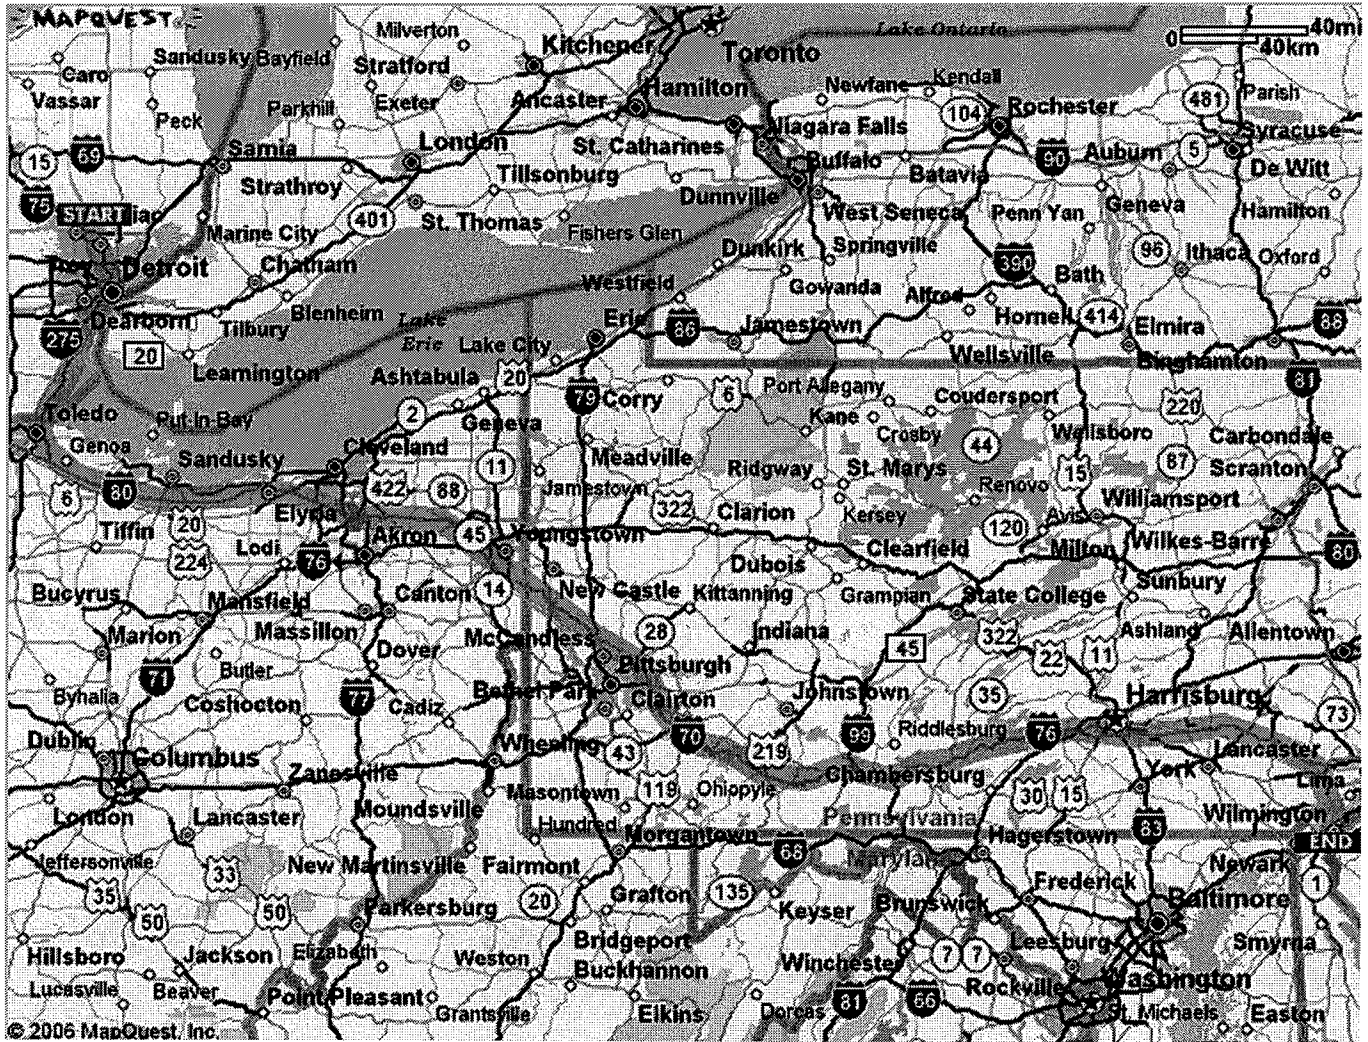 MAPQUEST
Milverton
Kitchener
Toronto
Lake Ontario
0 40mi
40km
Caro
Sandusky Bayfield
Stratford
Hamilton
Newfane
Kendall
Vassar
Peck
Parkhill
Exeter
Ancaster
104
Rochester
481
Parish
Niagara Falls
Syracuse
15
69
Sarnia
London
St. Catharines
Buffalo
90
Auburn
5
De Witt
Strathroy
Tillsonburg
Dunnville
Batavia
75
START
401
St. Thomas
West Seneca
Penn Yan
Geneva
Hamilton
Marine City
Fishers Glen
Dunkirk
Springville
96
Ithaca
Oxford
Detroit
Chatham
Westfield
Gowanda
390
Bath
Alfred
Dearborn
Tilbury
Blenheim
Lake
Erie
Erie
86
Jamestown
Hornell
414
Elmira
88
275
20
Leamington
Lake City
Wellsville
Binghamton
Ashtabula
20
79
Corry
6
Port Allegany
Coudersport
220
81
Toledo
Put-In-Bay
2
Geneva
Kane
Crosby
44
Wellsboro
Carbondale
Genoa
Sandusky
Cleveland
11
Meadville
Ridgway
St. Marys
15
87
Scranton
6
80
422
88
Jamestown
322
Clarion
Kersey
Renovo
Williamsport
Tiffin
20
Elyria
Akron
45
Youngstown
120
Avis
Wilkes-Barre
224
Lodi
76
Dubois
Clearfield
Milton
80
Bucyrus
Mansfield
Canton
14
New Castle
Kittanning
Grampian
State College
Sunbury
Marion
Massillon
Dover
McCandless
28
Indiana
45
322
22
11
Ashland
Allentown
Byhalia
71
Butler
Pittsburgh
Bethel Park
Clairton
Johnstown
35
Harrisburg
Coshocton
77
Cadiz
Riddlesburg
73
Dublin
Columbus
Wheeling
43
70
219
99
76
Lancaster
Zanesville
Masontown
119
Ohiopyle
Chambersburg
30
15
York
Lima
London
Lancaster
Moundsville
Hundred
Pennsylvania
Wilmington
Morgantown
68
Maryland
Hagerstown
83
END
Jeffersonville
33
New Martinsville
Fairmont
Newark
35
50
50
Parkersburg
20
Grafton
135
Keyser
Brunswick
Frederick
Baltimore
1
Hillsboro
Jackson
Elizabeth
Weston
Bridgeport
Winchester
7
7
Leesburg
Smyrna
Lucasville
Beaver
Point Pleasant
Grantsville
Buckhannon
Elkins
Dorcas
81
66
Rockville
Washington
St. Michaels
Easton
© 2006 MapQuest, Inc.